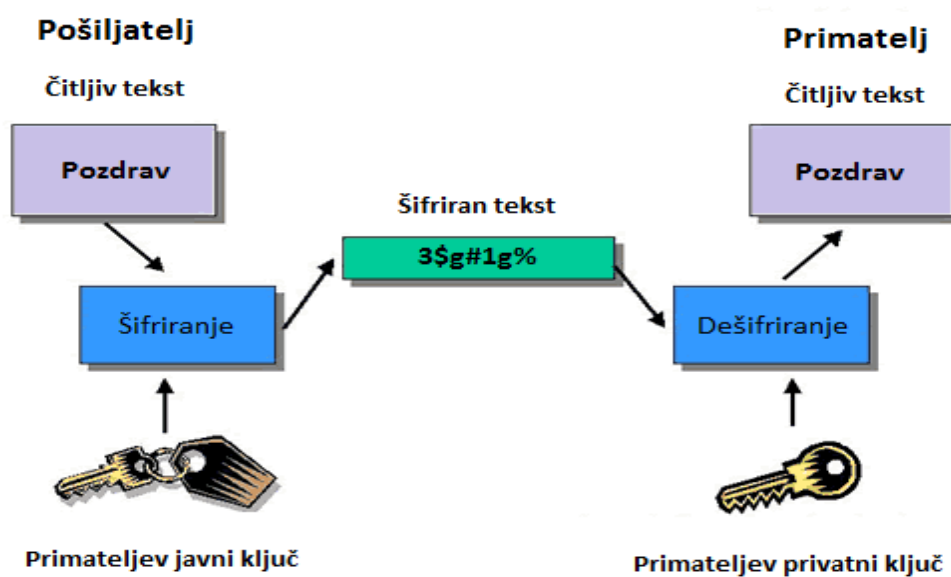 Pošiljatelj
Primatelj
Čitljiv tekst
Čitljiv tekst
Pozdrav
Pozdrav
Šifriran tekst
3$g#1g%
Šifriranje
Dešifriranje
Primateljev javni ključ
Primateljev privatni ključ